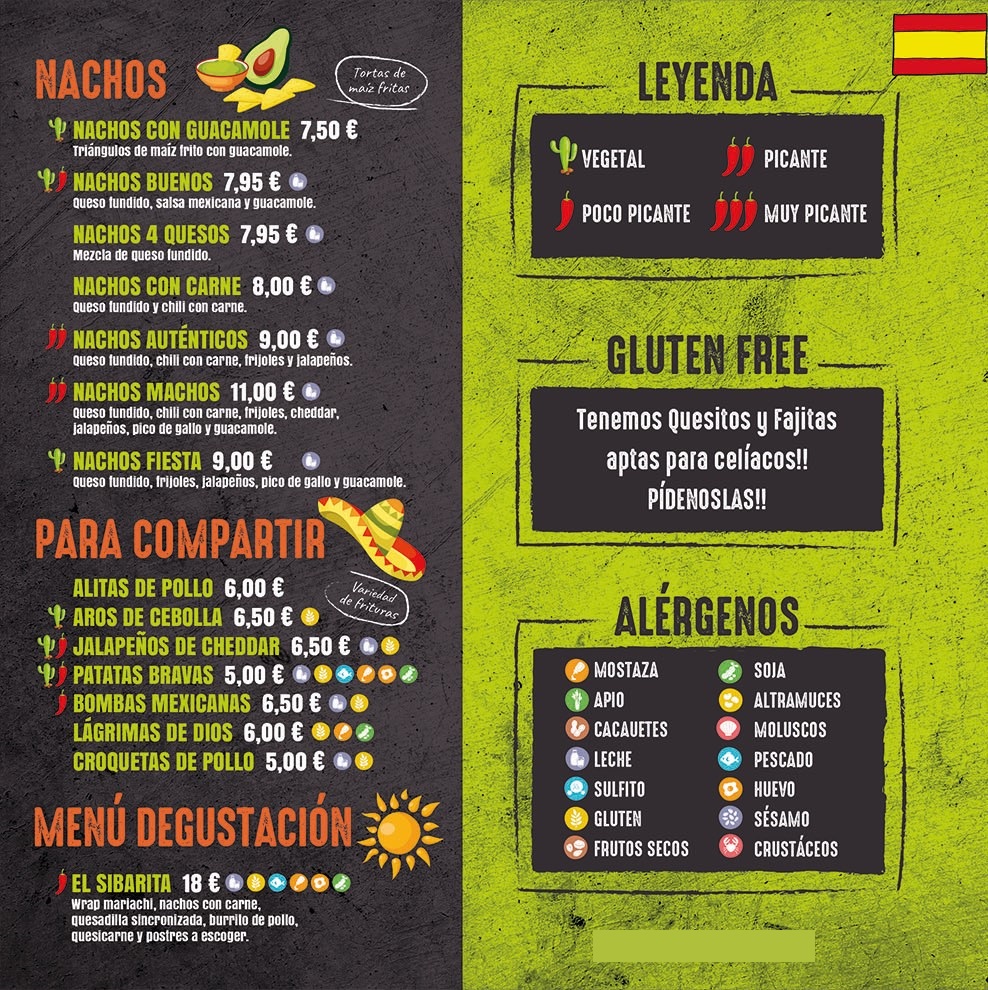 NACHOS
Tortas de
maíz fritas
NACHOS CON GUACAMOLE 7,50 €
Triángulos de maíz frito con guacamole.
NACHOS BUENOS 7,95 €
Queso fundido, salsa mexicana y guacamole.
NACHOS 4 QUESOS 7,95 €
Mezcla de queso fundido.
NACHOS CON CARNE 8,00 €
Queso fundido y chili con carne.
NACHOS AUTÉNTICOS 9,00 €
Queso fundido, chili con carne, frijoles y jalapeños.
NACHOS MACHOS 11,00 €
Queso fundido, chili con carne, frijoles, cheddar,
jalapeños, pico de gallo y guacamole.
NACHOS FIESTA 9,00 €
Queso fundido, frijoles, jalapeños, pico de gallo y guacamole.
PARA COMPARTIR
Variedad
de frituras
ALITAS DE POLLO 6,00 €
AROS DE CEBOLLA 6,50 €
JALAPEÑOS DE CHEDDAR 6,50 €
PATATAS BRAVAS 5,00 €
BOMBAS MEXICANAS 6,50 €
LÁGRIMAS DE DIOS 6,00 €
CROQUETAS DE POLLO 5,00 €
MENÚ DEGUSTACIÓN
EL SIBARITA 18 €
Wrap mariachi, nachos con carne,
quesadilla sincronizada, burrito de pollo,
quesicarne y postres a escoger.
LEYENDA
VEGETAL
PICANTE
POCO PICANTE
MUY PICANTE
GLUTEN FREE
Tenemos Quesitos y Fajitas
aptas para celíacos!!
PÍDENOSLAS!!
ALÉRGENOS
MOSTAZA
APIO
CACAUETES
LECHE
SULFITO
GLUTEN
FRUTOS SECOS
SOIA
ALTRAMUCES
MOLUSCOS
PESCADO
HUEVO
SÉSAMO
CRUSTÁCEOS